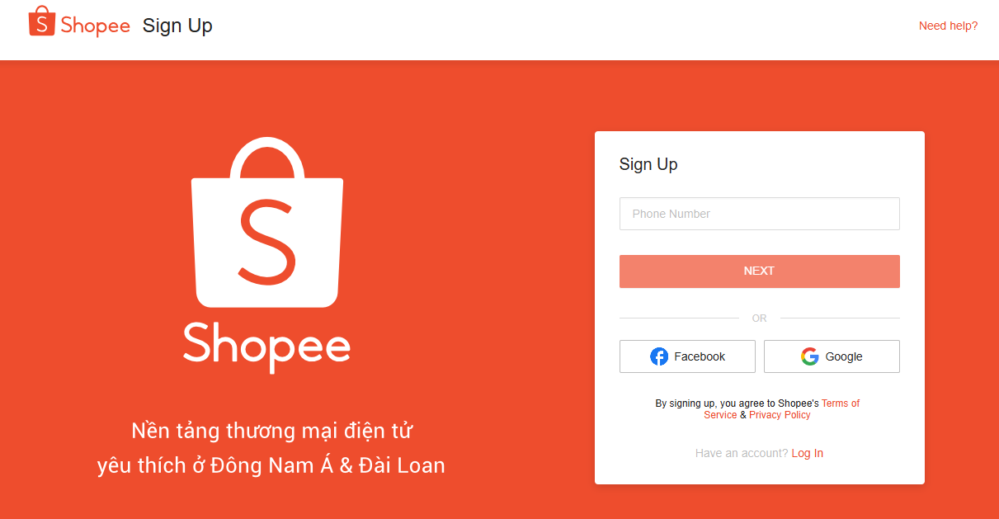 Shopee Sign Up
Need help?
S
Shopee
Nền tảng thương mại điện tử
yêu thích ở Đông Nam Á & Đài Loan
Sign Up
Phone Number
NEXT
OR
Facebook
Google
By signing up, you agree to Shopee's Terms of
Service & Privacy Policy
Have an account? Log In